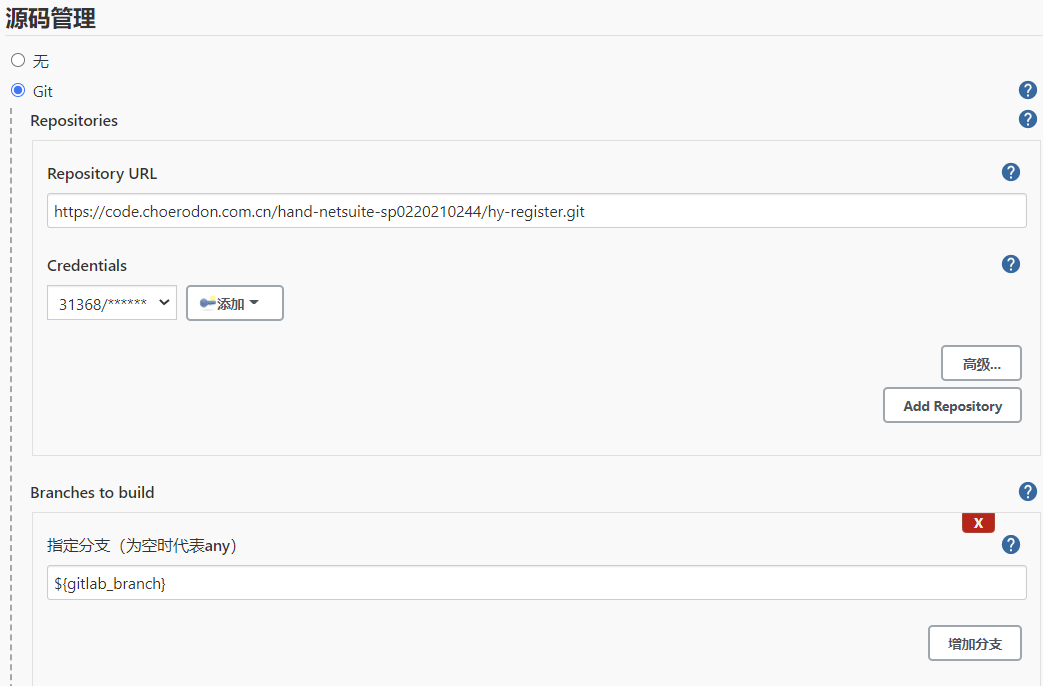 源码管理
无
Git
?
Repositories
?
Repository URL
?
https://code.choerodon.com.cn/hand-netsuite-sp0220210244/hy-register.git
Credentials
?
31368/****** 添加
高级...
Add Repository
Branches to build
?
X
指定分支（为空时代表any）
?
${gitlab_branch}
增加分支